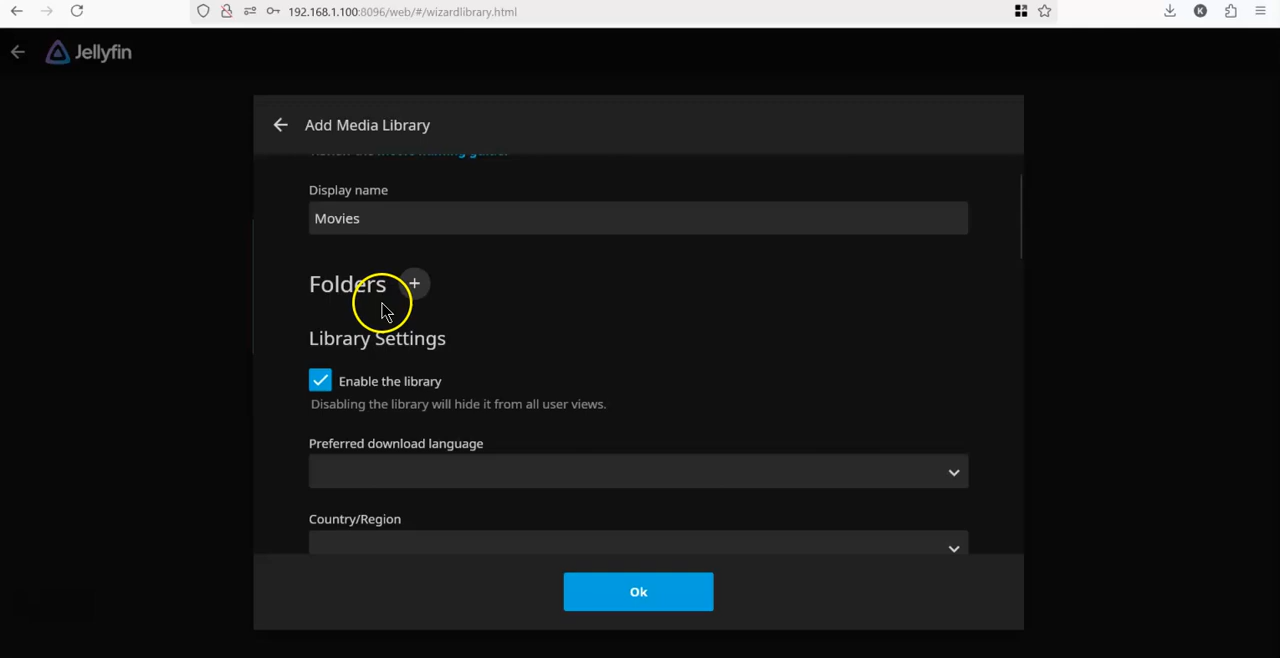 192.168.1.100:8096/web/#/wizardlibrary.html
Jellyfin
Add Media Library
Display name
Movies
Folders +
Library Settings
Enable the library
Disabling the library will hide it from all user views.
Preferred download language
Country/Region
Ok